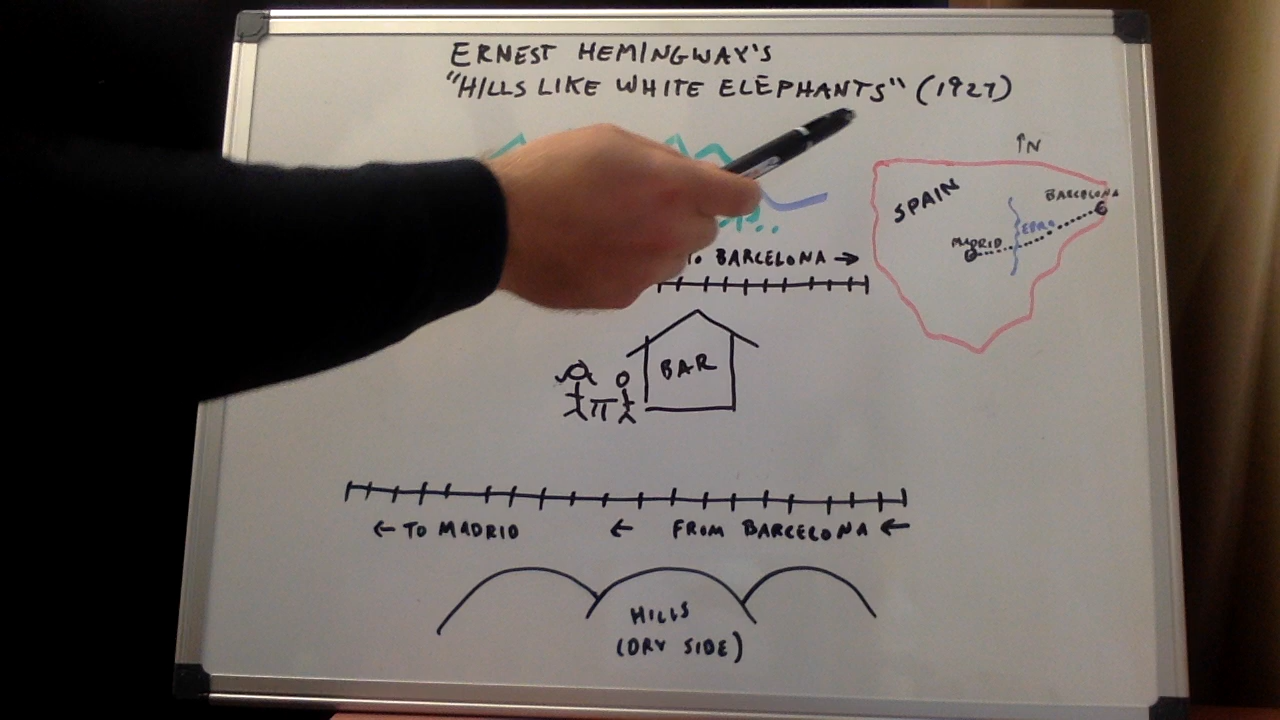 ERNEST HEMINGWAY'S
"HILLS LIKE WHITE ELEPHANTS" (1927)
↑N
SPAIN
BARCELONA
EBRO
MADRID
BARCELONA →
BAR
← TO MADRID ← FROM BARCELONA ←
HILLS
(DRY SIDE)